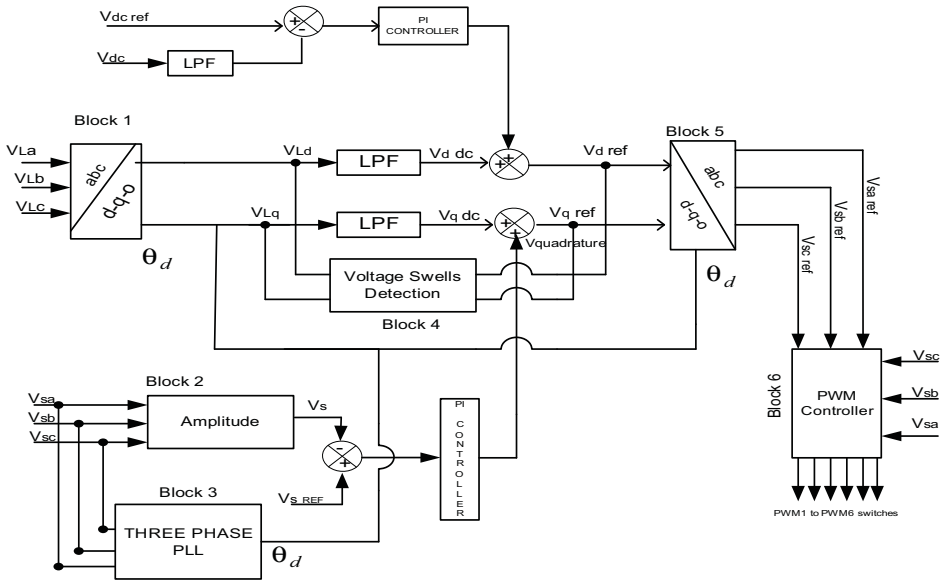 Vdc ref
+
-
PI
CONTROLLER
Vdc
LPF
Block 1
VLa
VLb
VLc
abc
d-q-o
θd
VLd
LPF
Vd dc
+
+
Vd ref
VLq
LPF
Vq dc
+
+
Vq ref
Vquadrature
Voltage Swells
Detection
Block 4
Block 5
abc
d-q-o
θd
Vsa ref
Vsb ref
Vsc ref
Block 6
PWM
Controller
Vsc
Vsb
Vsa
PWM1 to PWM6 switches
Block 2
Vsa
Vsb
Vsc
Amplitude
Vs
-
+
VS_REF
PI CONTROLLER
Block 3
THREE PHASE
PLL
θd